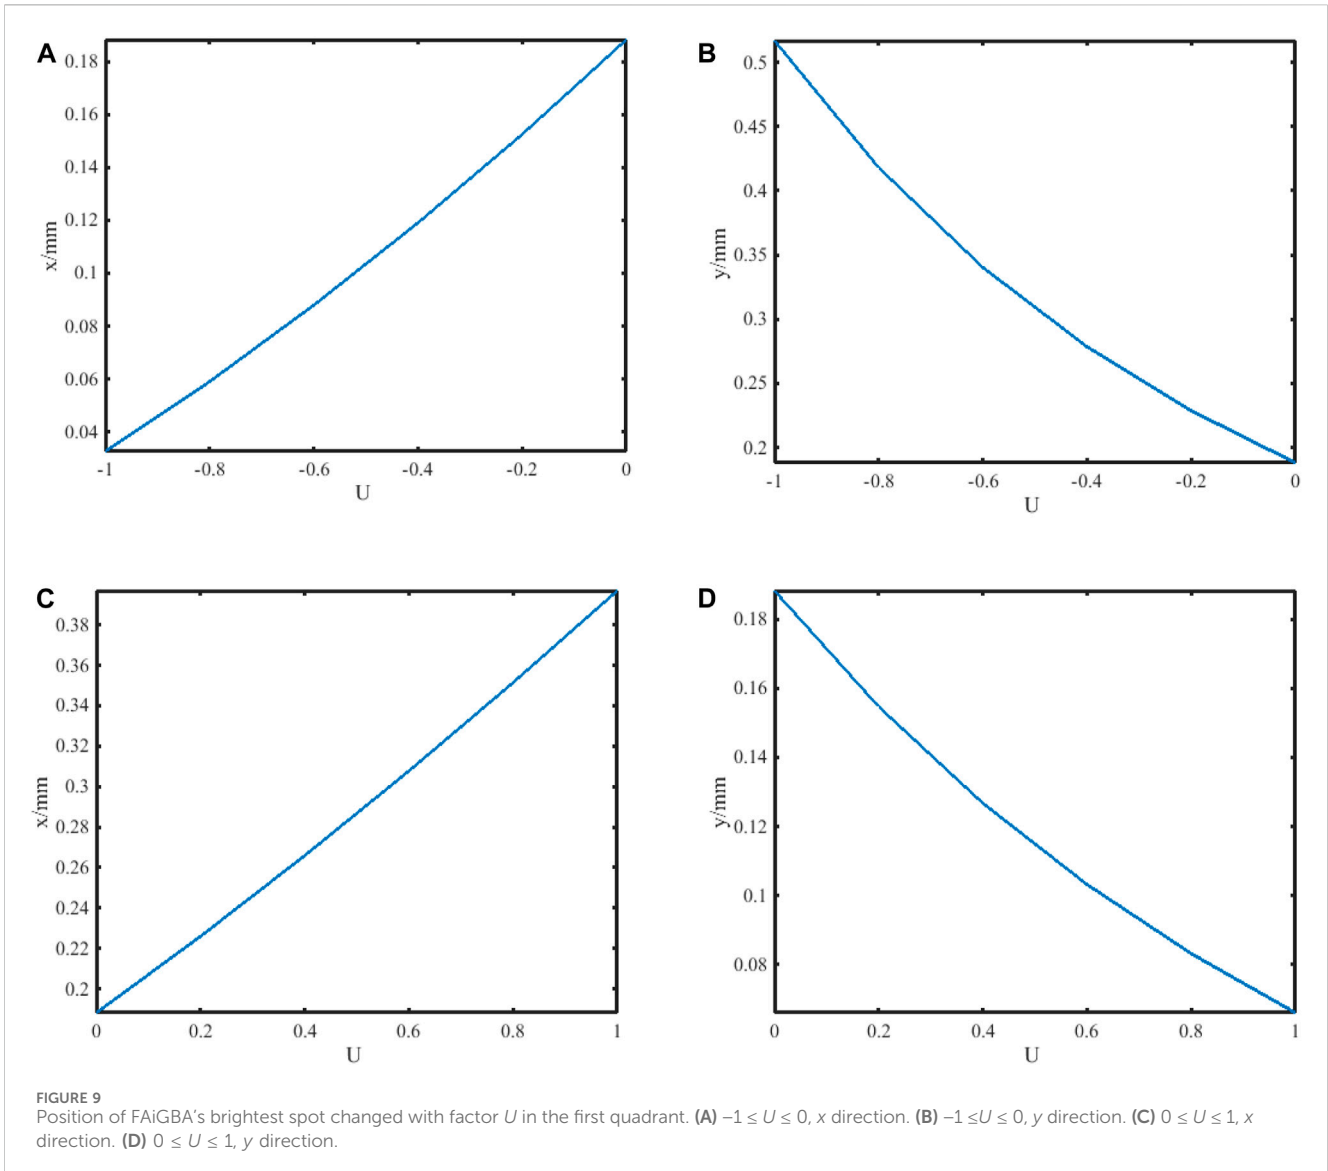 A
0.18
0.16
0.14
0.12
0.1
0.08
0.06
0.04
x/mm
-1 -0.8 -0.6 -0.4 -0.2 0
U
B
0.5
0.45
0.4
0.35
0.3
0.25
0.2
y/mm
-1 -0.8 -0.6 -0.4 -0.2 0
U
C
0.38
0.36
0.34
0.32
0.3
0.28
0.26
0.24
0.22
0.2
x/mm
0 0.2 0.4 0.6 0.8 1
U
D
0.18
0.16
0.14
0.12
0.1
0.08
y/mm
0 0.2 0.4 0.6 0.8 1
U
FIGURE 9
Position of FAiGBA’s brightest spot changed with factor U in the first quadrant. (A) –1 ≤ U ≤ 0, x direction. (B) –1 ≤U ≤ 0, y direction. (C) 0 ≤ U ≤ 1, x
direction. (D) 0 ≤ U ≤ 1, y direction.